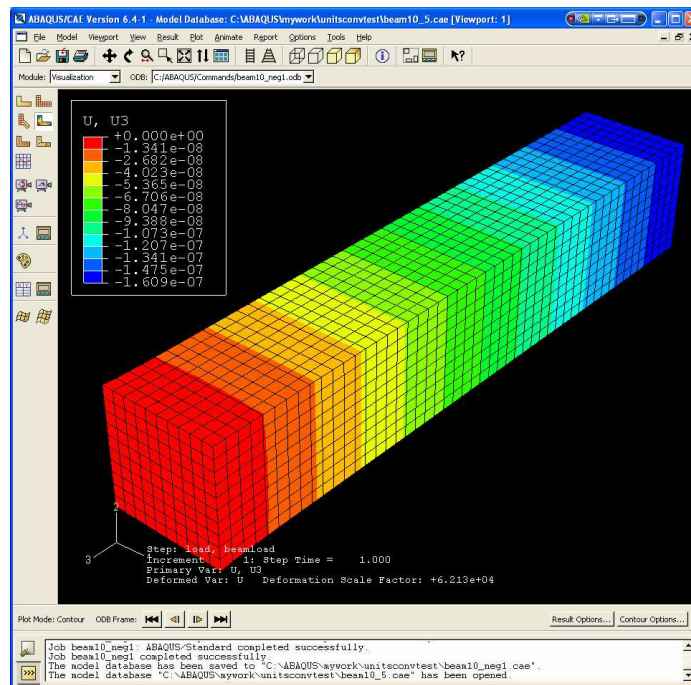 ABAQUS/CAE Version 6.4-1 - Model Database: C:\ABAQUS\mywork\unitsconvtest\beam10_5.cae [Viewport: 1]
File Model Viewport View Result Plot Animate Report Options Tools Help
Module: Visualization ODB: C:/ABAQUS/Commands/beam10_neg1.odb
U, U3
+0.000e+00
-1.341e-08
-2.682e-08
-4.023e-08
-5.365e-08
-6.706e-08
-8.047e-08
-9.388e-08
-1.073e-07
-1.207e-07
-1.341e-07
-1.475e-07
-1.609e-07
2
3
Step: load, beamload
Increment 1: Step Time = 1.000
Primary Var: U, U3
Deformed Var: U Deformation Scale Factor: +6.213e+04
Plot Mode: Contour ODB Frame: Result Options... Contour Options...
Job beam10_neg1: ABAQUS/Standard completed successfully.
Job beam10_neg1 completed successfully.
The model database has been saved to "C:\ABAQUS\mywork\unitsconvtest\beam10_neg1.cae".
The model database "C:\ABAQUS\mywork\unitsconvtest\beam10_5.cae" has been opened.
>>>